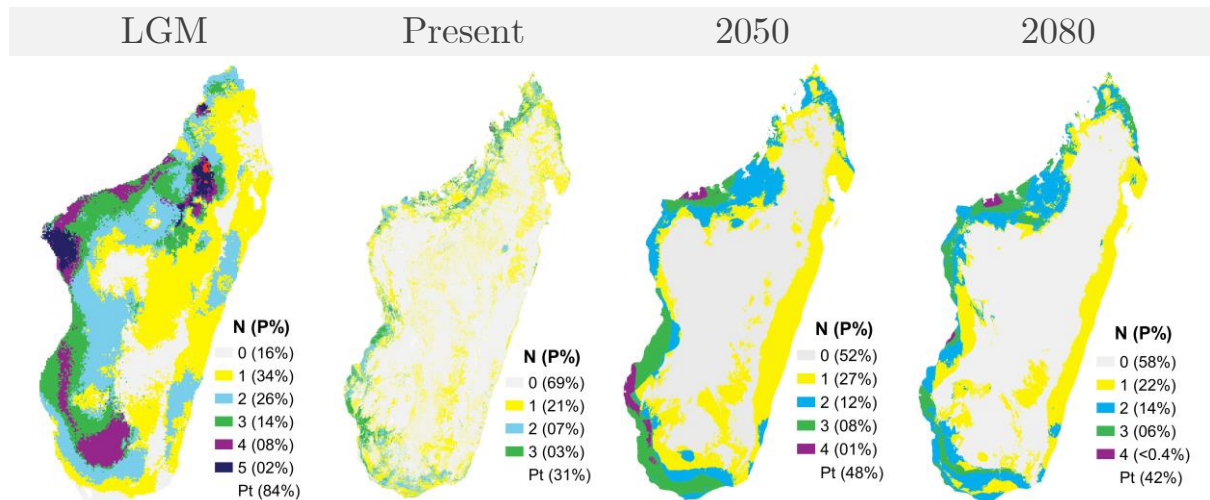 LGM
Present
2050
2080
N (P%)
0 (16%)
1 (34%)
2 (26%)
3 (14%)
4 (08%)
5 (02%)
Pt (84%)
N (P%)
0 (69%)
1 (21%)
2 (07%)
3 (03%)
Pt (31%)
N (P%)
0 (52%)
1 (27%)
2 (12%)
3 (08%)
4 (01%)
Pt (48%)
N (P%)
0 (58%)
1 (22%)
2 (14%)
3 (06%)
4 (<0.4%)
Pt (42%)